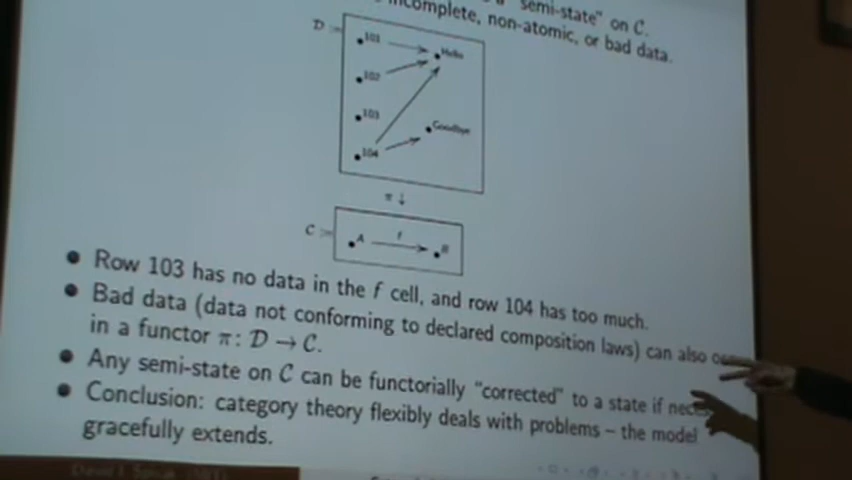 "semi-state" on C.
incomplete, non-atomic, or bad data.
D :=
101
Hello
102
103
Goodbye
104
π ↓
C :=
A
f
B
• Row 103 has no data in the f cell, and row 104 has too much.
• Bad data (data not conforming to declared composition laws) can also
in a functor π: D → C.
• Any semi-state on C can be functorially "corrected" to a state if
• Conclusion: category theory flexibly deals with problems – the model
gracefully extends.